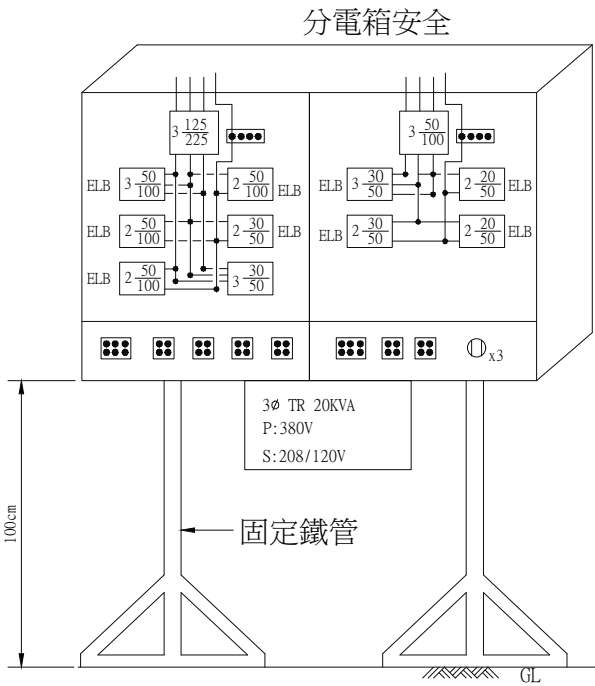 分電箱安全
3 125/225
3 50/100
ELB 3 50/100 2 50/100 ELB
ELB 3 30/50 2 20/50 ELB
ELB 2 50/100 2 30/50 ELB
ELB 2 30/50 2 20/50 ELB
ELB 2 50/100 3 30/50
x3
3∅ TR 20KVA
P:380V
S:208/120V
100cm
固定鐵管
GL